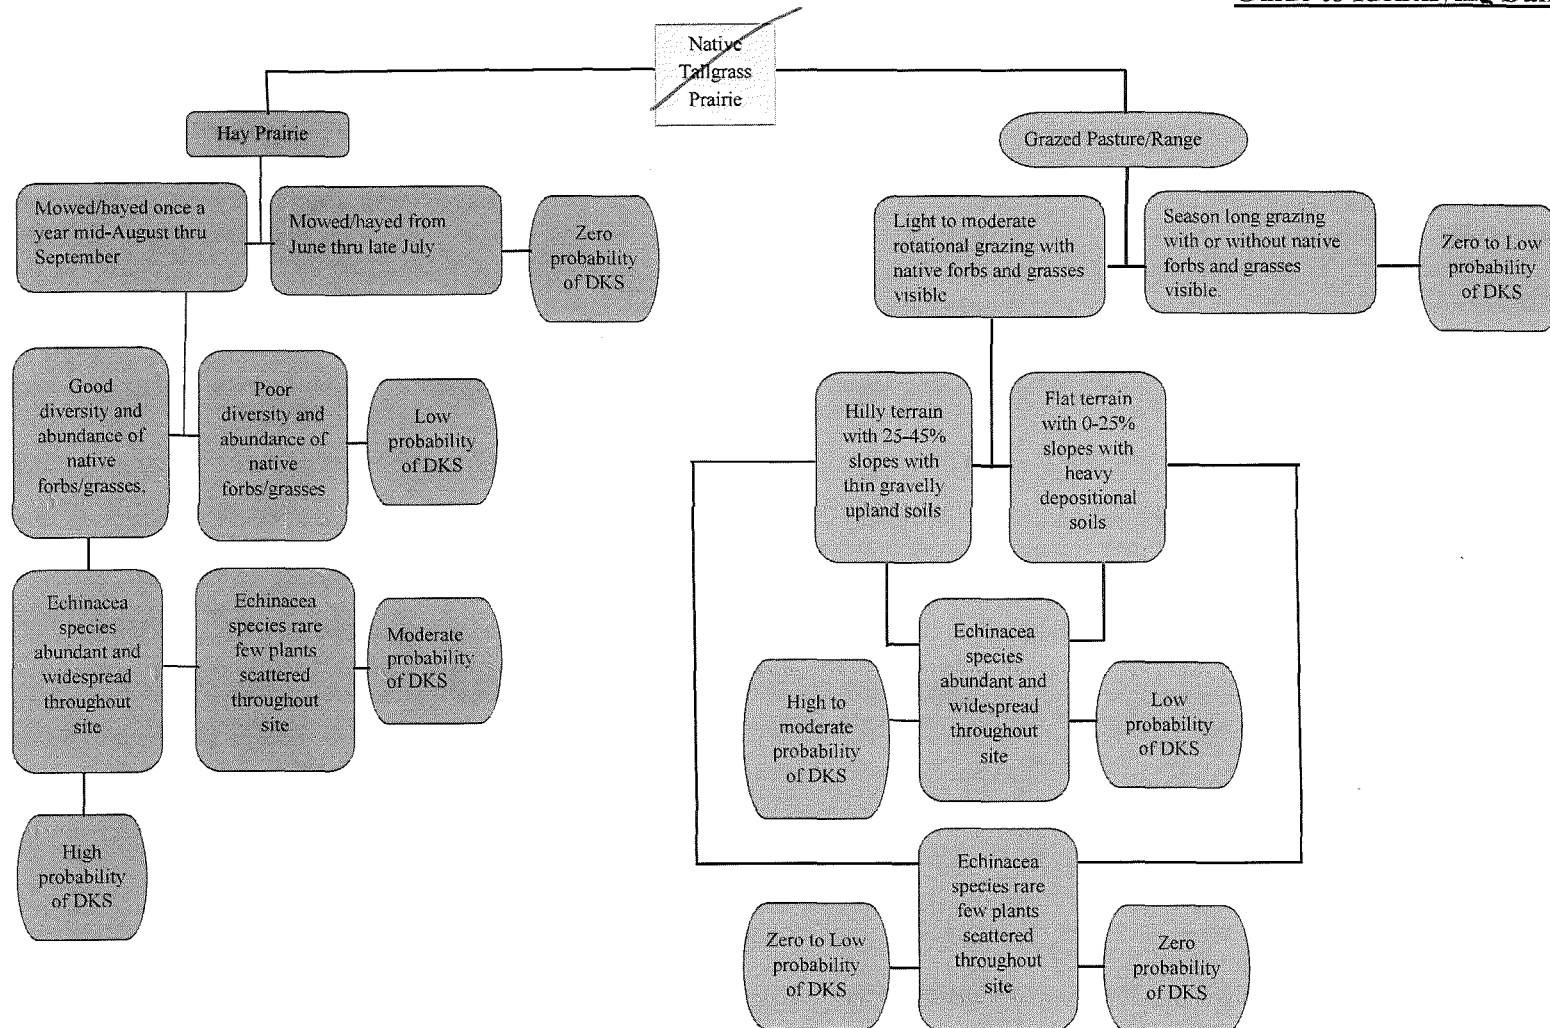 Native
Tallgrass
Prairie
Hay Prairie
Grazed Pasture/Range
Mowed/hayed once a
year mid-August thru
September
Mowed/hayed from
June thru late July
Zero
probability
of DKS
Light to moderate
rotational grazing with
native forbs and grasses
visible
Season long grazing
with or without native
forbs and grasses
visible.
Zero to Low
probability
of DKS
Good
diversity and
abundance of
native
forbs/grasses.
Poor
diversity and
abundance of
native
forbs/grasses
Low
probability
of DKS
Hilly terrain
with 25-45%
slopes with
thin gravelly
upland soils
Flat terrain
with 0-25%
slopes with
heavy
depositional
soils
Echinacea
species
abundant and
widespread
throughout
site
Echinacea
species rare
few plants
scattered
throughout
site
Moderate
probability
of DKS
High
probability
of DKS
Echinacea
species
abundant and
widespread
throughout
site
High to
moderate
probability
of DKS
Low
probability
of DKS
Echinacea
species rare
few plants
scattered
throughout
site
Zero to Low
probability
of DKS
Zero
probability
of DKS